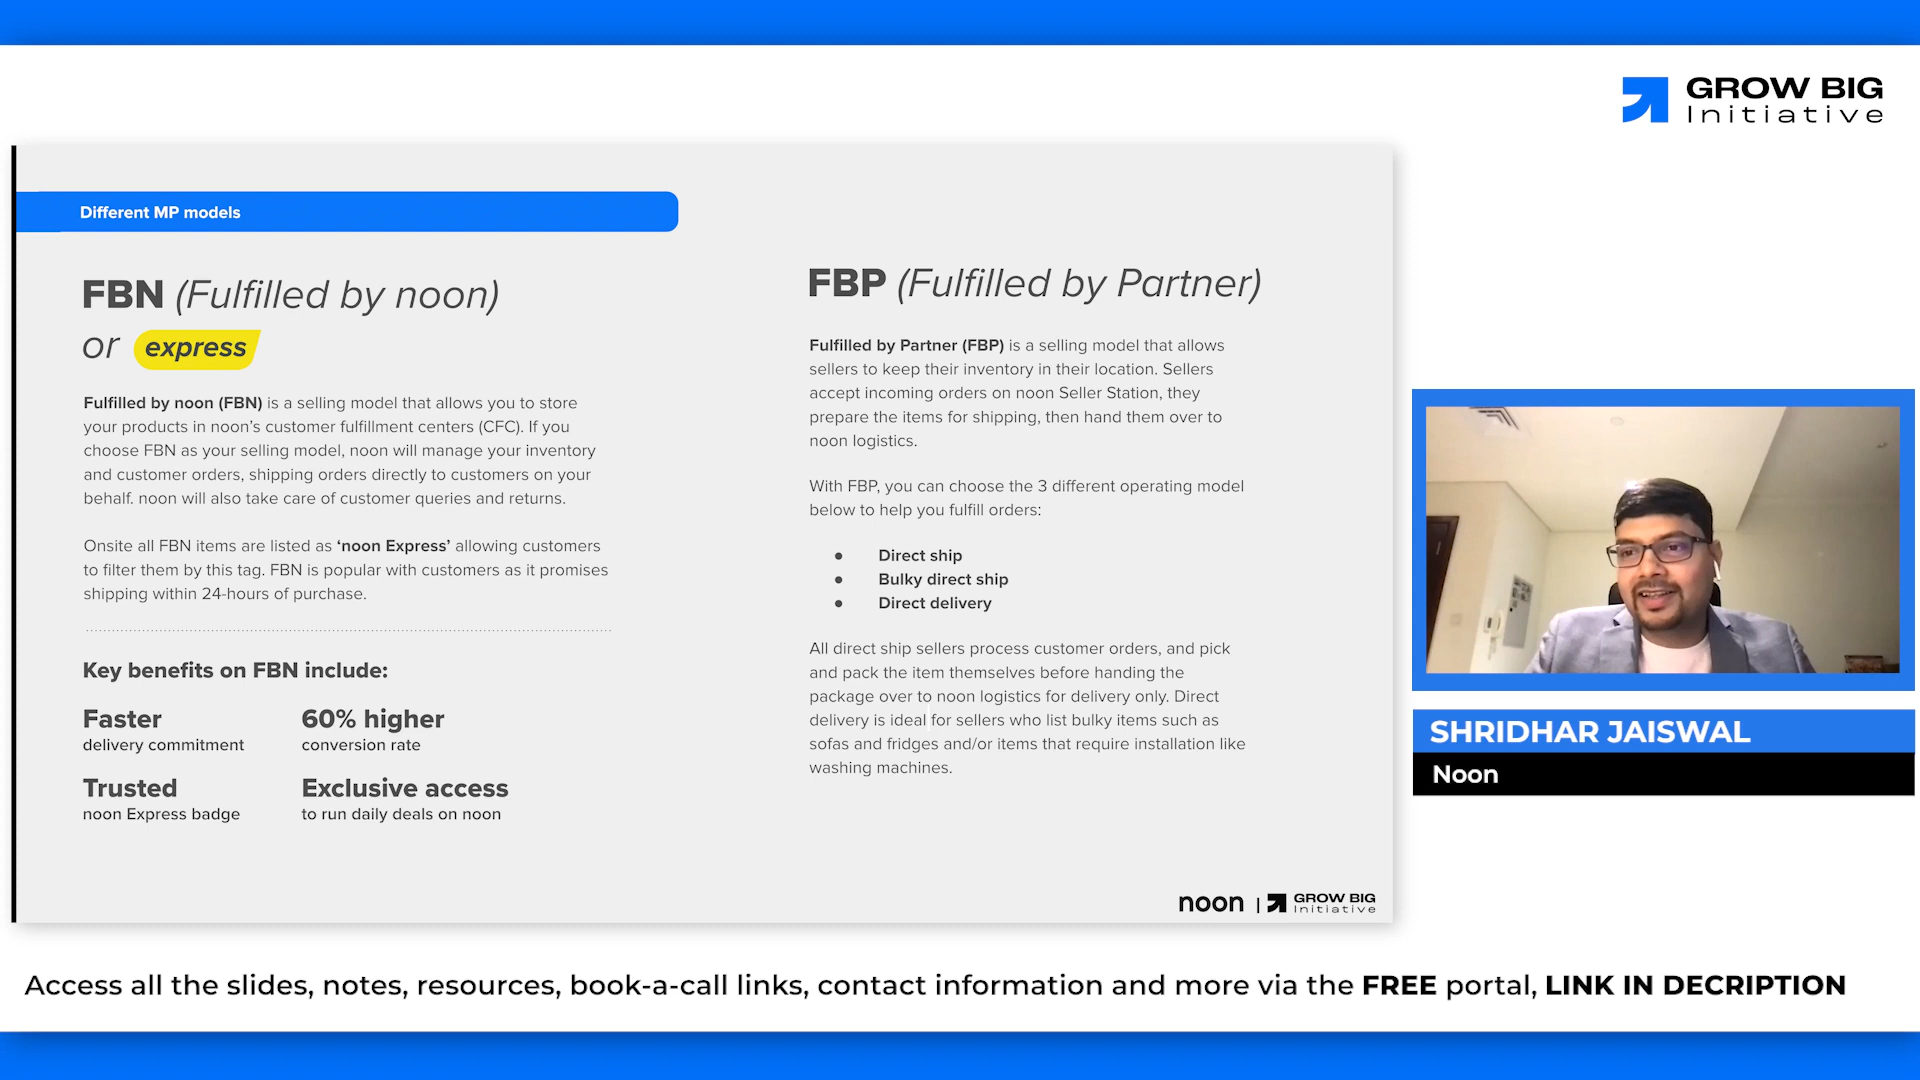 GROW BIG
Initiative
Different MP models
FBN (Fulfilled by noon)
or express
Fulfilled by noon (FBN) is a selling model that allows you to store
your products in noon’s customer fulfillment centers (CFC). If you
choose FBN as your selling model, noon will manage your inventory
and customer orders, shipping orders directly to customers on your
behalf. noon will also take care of customer queries and returns.
Onsite all FBN items are listed as ‘noon Express’ allowing customers
to filter them by this tag. FBN is popular with customers as it promises
shipping within 24-hours of purchase.
Key benefits on FBN include:
Faster
delivery commitment
60% higher
conversion rate
Trusted
noon Express badge
Exclusive access
to run daily deals on noon
FBP (Fulfilled by Partner)
Fulfilled by Partner (FBP) is a selling model that allows
sellers to keep their inventory in their location. Sellers
accept incoming orders on noon Seller Station, they
prepare the items for shipping, then hand them over to
noon logistics.
With FBP, you can choose the 3 different operating model
below to help you fulfill orders:
● Direct ship
● Bulky direct ship
● Direct delivery
All direct ship sellers process customer orders, and pick
and pack the item themselves before handing the
package over to noon logistics for delivery only. Direct
delivery is ideal for sellers who list bulky items such as
sofas and fridges and/or items that require installation like
washing machines.
noon | GROW BIG
Initiative
SHRIDHAR JAISWAL
Noon
Access all the slides, notes, resources, book-a-call links, contact information and more via the FREE portal, LINK IN DECRIPTION